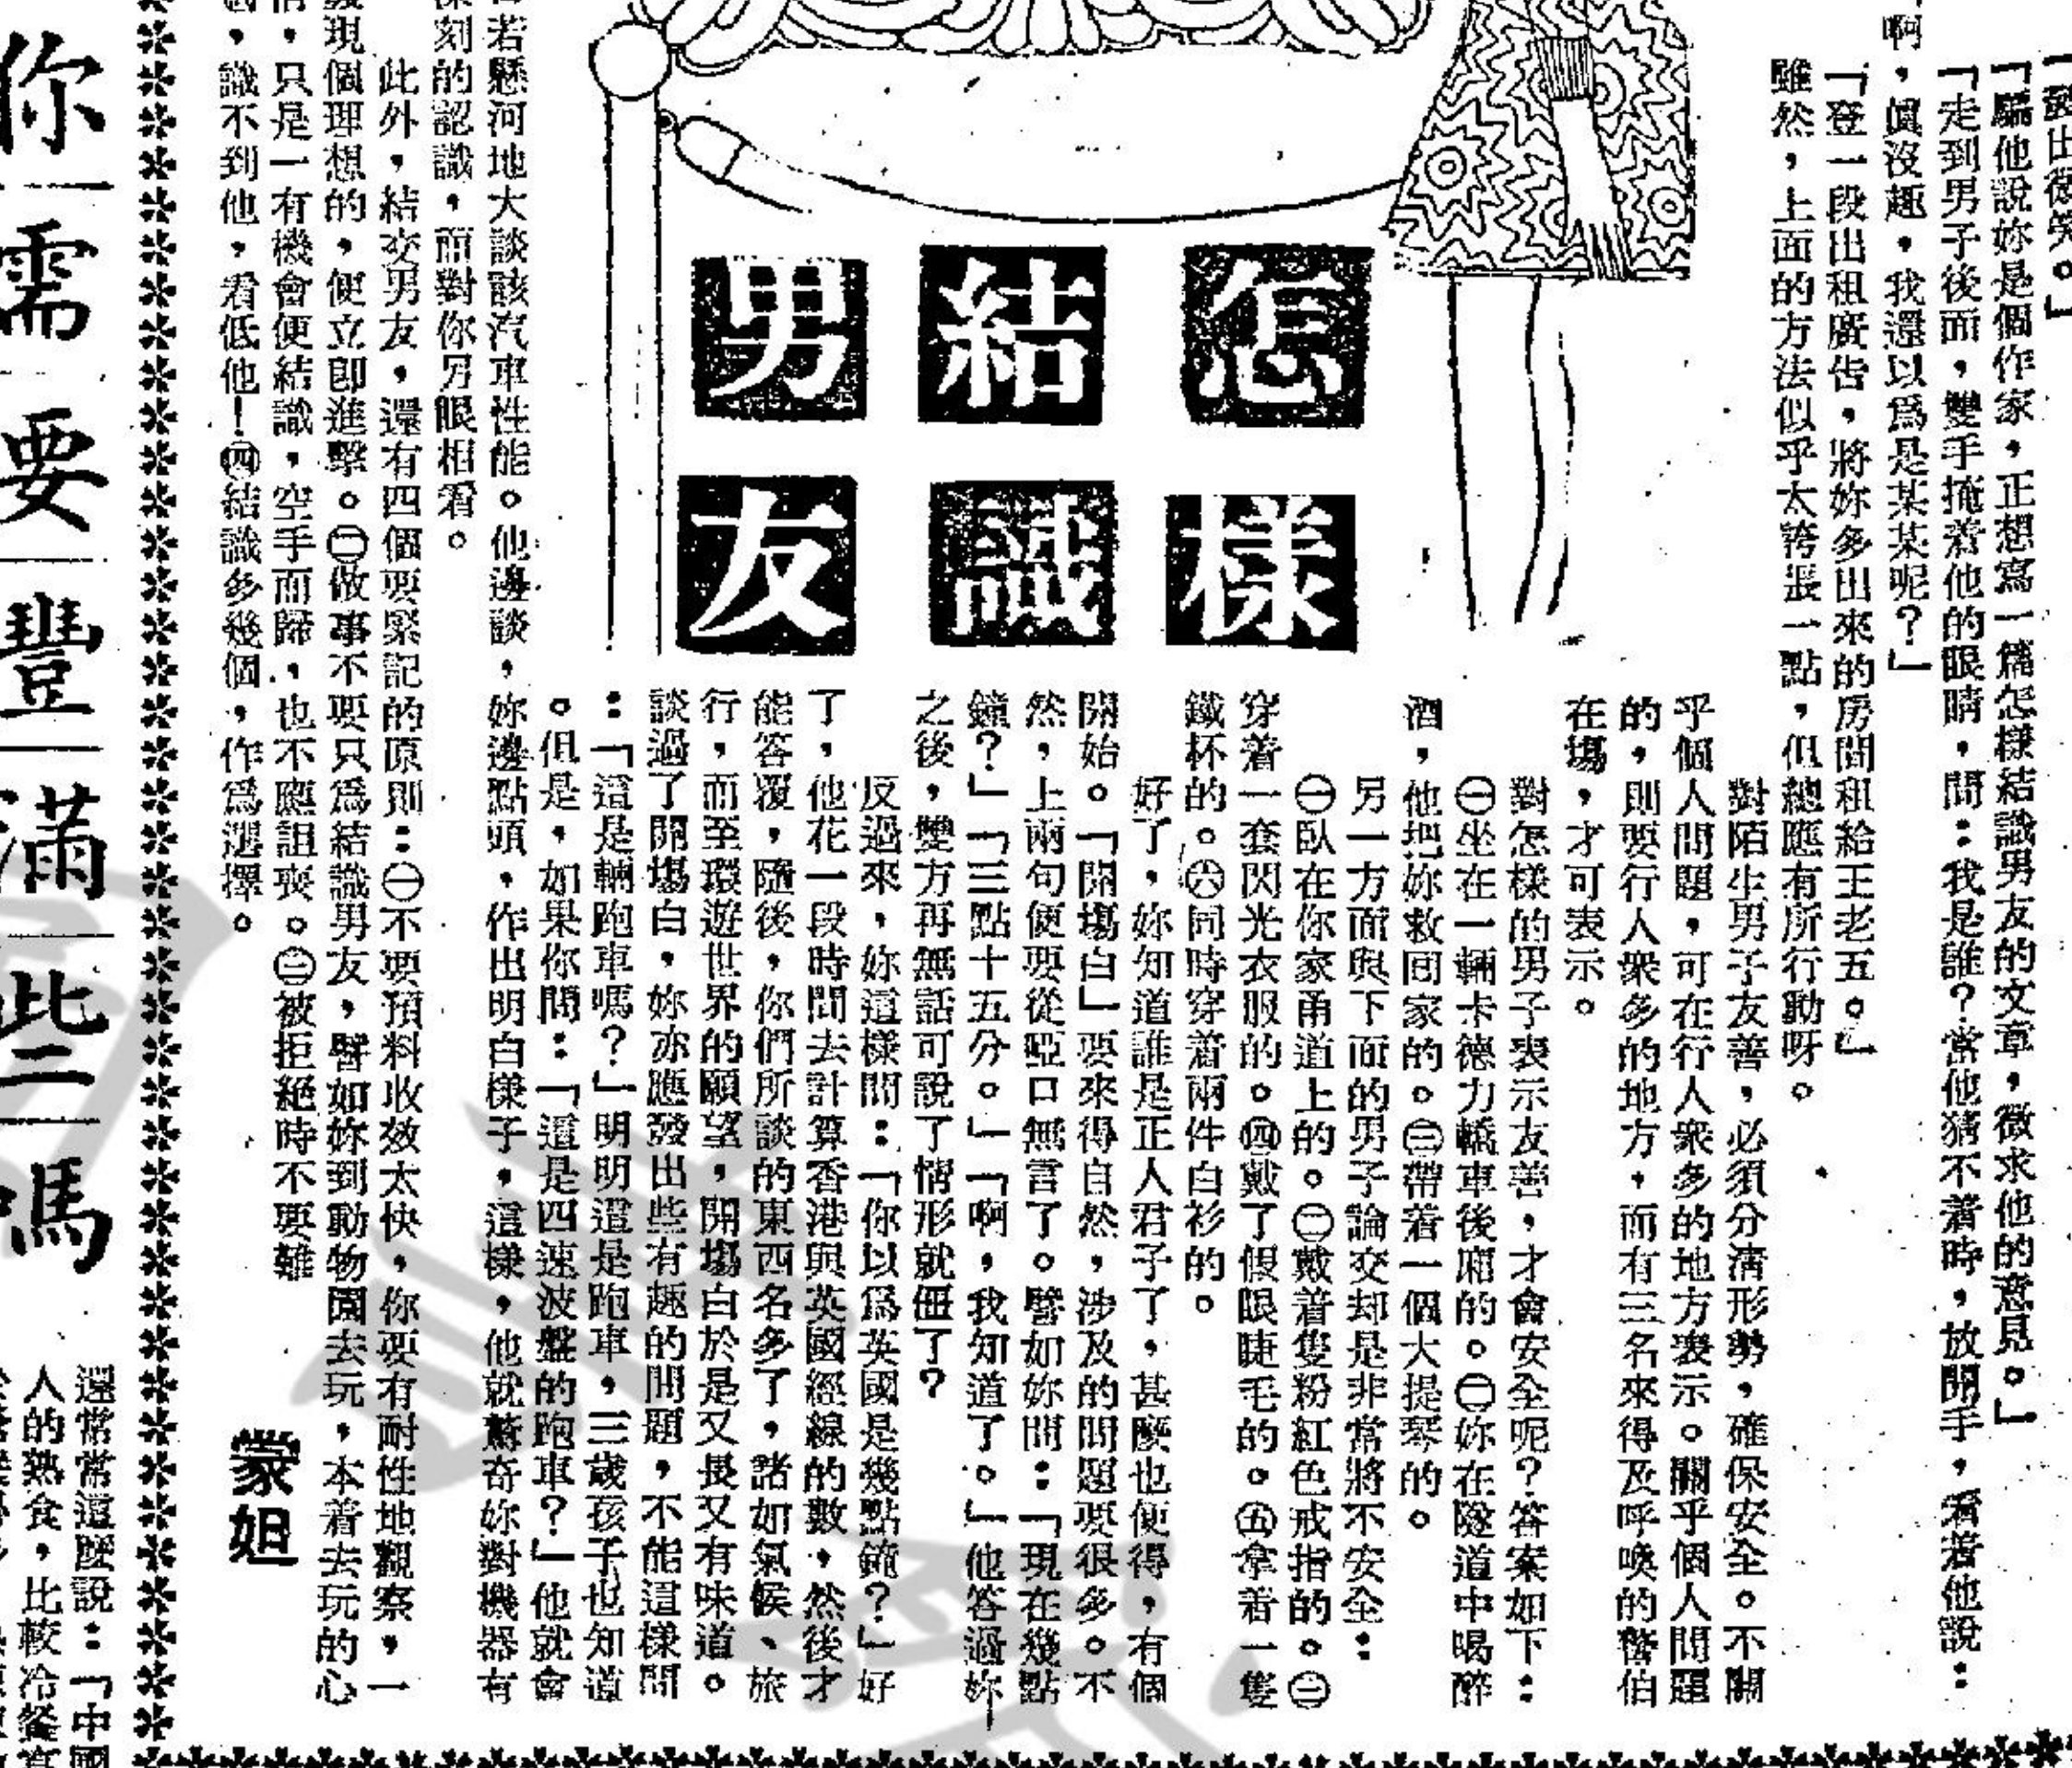 怎樣結識男友
「發出微笑。」
「騙他說妳是個作家，正想寫一篇怎樣結識男友的文章，徵求他的意見。」
「走到男子後面，雙手掩着他的眼睛，問：我是誰？當他猜不着時，放開手，看着他說：
啊，眞沒趣，我還以爲是某某呢？」
「登一段出租廣告，將妳多出來的房間租給王老五。」
雖然，上面的方法似乎太誇張一點，但總應有所行動呀。
對陌生男子友善，必須分清形勢，確保安全。不關
乎個人問題，可在行人衆多的地方表示。關乎個人問題
的，則要行人衆多的地方，而有三名來得及呼喚的警伯
在塲，才可表示。
對怎樣的男子表示友善，才會安全呢？答案如下：
㊀坐在一輛卡德力轎車後廂的。㊁妳在隧道中喝醉
酒，他把妳救回家的。㊂帶着一個大提琴的。
另一方面與下面的男子論交却是非常將不安全：
㊀臥在你家甬道上的。㊁戴着隻粉紅色戒指的。㊂
穿着一套閃光衣服的。㊃戴了假眼睫毛的。㊄拿着一隻
鐵杯的。㊅同時穿着兩件白衫的。
好了，妳知道誰是正人君子了，甚麼也便得，有個
開始。「開塲白」要來得自然，涉及的問題要很多。不
然，上兩句便要從啞口無言了。譬如妳問：「現在幾點
鐘？」「三點十五分。」「啊，我知道了。」他答過妳
之後，雙方再無話可說了情形就僵了？
反過來，妳這樣問：「你以爲英國是幾點鐘？」好
了，他花一段時間去計算香港與英國經線的數，然後才
能答覆，隨後，你們所談的東西名多了，諸如氣候、旅
行，而至環遊世界的願望，開塲白於是又長又有味道。
談過了開塲白，妳亦應發出些有趣的問題，不能這樣問
：「這是輛跑車嗎？」明明這是跑車，三歲孩子也知道
。但是，如果你問：「這是四速波盤的跑車？」他就會
若懸河地大談該汽車性能。他邊談，妳邊點頭，作出明白樣子，這樣，他就驚奇妳對機器有
刻的認識，而對你另眼相看。
此外，結交男友，還有四個要緊記的原則：㊀不要預料收效太快，你要有耐性地觀察，一
現個理想的，便立卽進擊。㊁做事不要只爲結識男友，譬如妳到動物園去玩，本着去玩的心
情，只是一有機會便結識，空手而歸，也不應詛喪。㊂被拒絕時不要難
，識不到他，看低他！㊃結識多幾個，作爲選擇。
蒙妲
你需要豐滿些嗎
還常常這麼說：「中國
人的熟食，比較冷餐